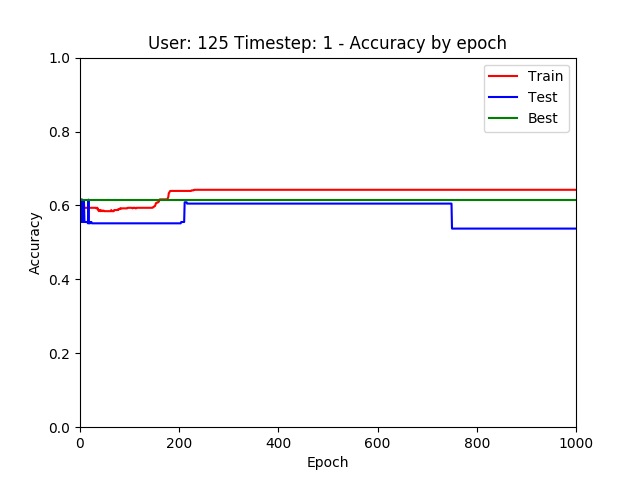 User: 125 Timestep: 1 - Accuracy by epoch
Train
Test
Best
1.0
0.8
0.6
0.4
0.2
0.0
Accuracy
0 200 400 600 800 1000
Epoch